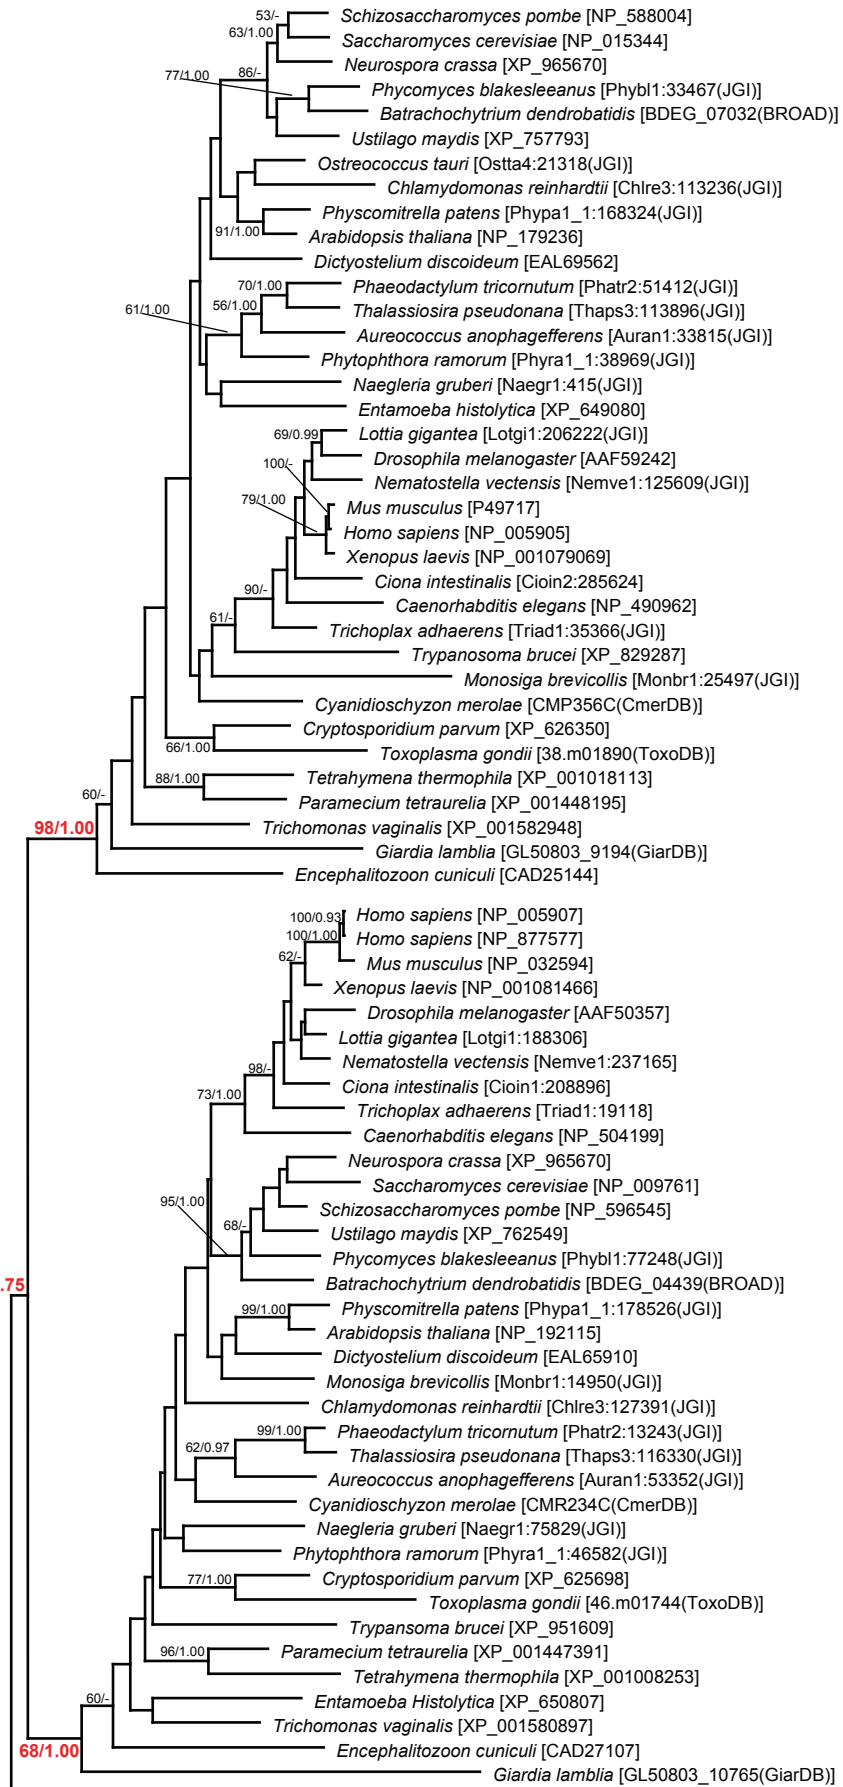 53/-
Schizosaccharomyces pombe [NP_588004]
63/1.00
Saccharomyces cerevisiae [NP_015344]
Neurospora crassa [XP_965670]
77/1.00
86/-
Phycomyces blakesleeanus [Phybl1:33467(JGI)]
Batrachochytrium dendrobatidis [BDEG_07032(BROAD)]
Ustilago maydis [XP_757793]
Ostreococcus tauri [Ostta4:21318(JGI)]
Chlamydomonas reinhardtii [Chlre3:113236(JGI)]
Physcomitrella patens [Phypa1_1:168324(JGI)]
91/1.00
Arabidopsis thaliana [NP_179236]
Dictyostelium discoideum [EAL69562]
70/1.00
Phaeodactylum tricornutum [Phatr2:51412(JGI)]
61/1.00
56/1.00
Thalassiosira pseudonana [Thaps3:113896(JGI)]
Aureococcus anophagefferens [Auran1:33815(JGI)]
Phytophthora ramorum [Phyra1_1:38969(JGI)]
Naegleria gruberi [Naegr1:415(JGI)]
Entamoeba histolytica [XP_649080]
69/0.99
Lottia gigantea [Lotgi1:206222(JGI)]
100/-
Drosophila melanogaster [AAF59242]
Nematostella vectensis [Nemve1:125609(JGI)]
79/1.00
Mus musculus [P49717]
Homo sapiens [NP_005905]
Xenopus laevis [NP_001079069]
Ciona intestinalis [Cioin2:285624]
90/-
Caenorhabditis elegans [NP_490962]
61/-
Trichoplax adhaerens [Triad1:35366(JGI)]
Trypanosoma brucei [XP_829287]
Monosiga brevicollis [Monbr1:25497(JGI)]
Cyanidioschyzon merolae [CMP356C(CmerDB)]
Cryptosporidium parvum [XP_626350]
66/1.00
Toxoplasma gondii [38.m01890(ToxoDB)]
88/1.00
Tetrahymena thermophila [XP_001018113]
60/-
Paramecium tetraurelia [XP_001448195]
98/1.00
Trichomonas vaginalis [XP_001582948]
Giardia lamblia [GL50803_9194(GiarDB)]
Encephalitozoon cuniculi [CAD25144]
100/0.93
Homo sapiens [NP_005907]
100/1.00
Homo sapiens [NP_877577]
62/-
Mus musculus [NP_032594]
Xenopus laevis [NP_001081466]
Drosophila melanogaster [AAF50357]
Lottia gigantea [Lotgi1:188306]
Nematostella vectensis [Nemve1:237165]
98/-
Ciona intestinalis [Cioin1:208896]
73/1.00
Trichoplax adhaerens [Triad1:19118]
Caenorhabditis elegans [NP_504199]
Neurospora crassa [XP_965670]
Saccharomyces cerevisiae [NP_009761]
95/1.00
Schizosaccharomyces pombe [NP_596545]
68/-
Ustilago maydis [XP_762549]
Phycomyces blakesleeanus [Phybl1:77248(JGI)]
.75
Batrachochytrium dendrobatidis [BDEG_04439(BROAD)]
99/1.00
Physcomitrella patens [Phypa1_1:178526(JGI)]
Arabidopsis thaliana [NP_192115]
Dictyostelium discoideum [EAL65910]
Monosiga brevicollis [Monbr1:14950(JGI)]
Chlamydomonas reinhardtii [Chlre3:127391(JGI)]
99/1.00
Phaeodactylum tricornutum [Phatr2:13243(JGI)]
62/0.97
Thalassiosira pseudonana [Thaps3:116330(JGI)]
Aureococcus anophagefferens [Auran1:53352(JGI)]
Cyanidioschyzon merolae [CMR234C(CmerDB)]
Naegleria gruberi [Naegr1:75829(JGI)]
Phytophthora ramorum [Phyra1_1:46582(JGI)]
77/1.00
Cryptosporidium parvum [XP_625698]
Toxoplasma gondii [46.m01744(ToxoDB)]
Trypansoma brucei [XP_951609]
96/1.00
Paramecium tetraurelia [XP_001447391]
Tetrahymena thermophila [XP_001008253]
60/-
Entamoeba Histolytica [XP_650807]
Trichomonas vaginalis [XP_001580897]
68/1.00
Encephalitozoon cuniculi [CAD27107]
Giardia lamblia [GL50803_10765(GiarDB)]